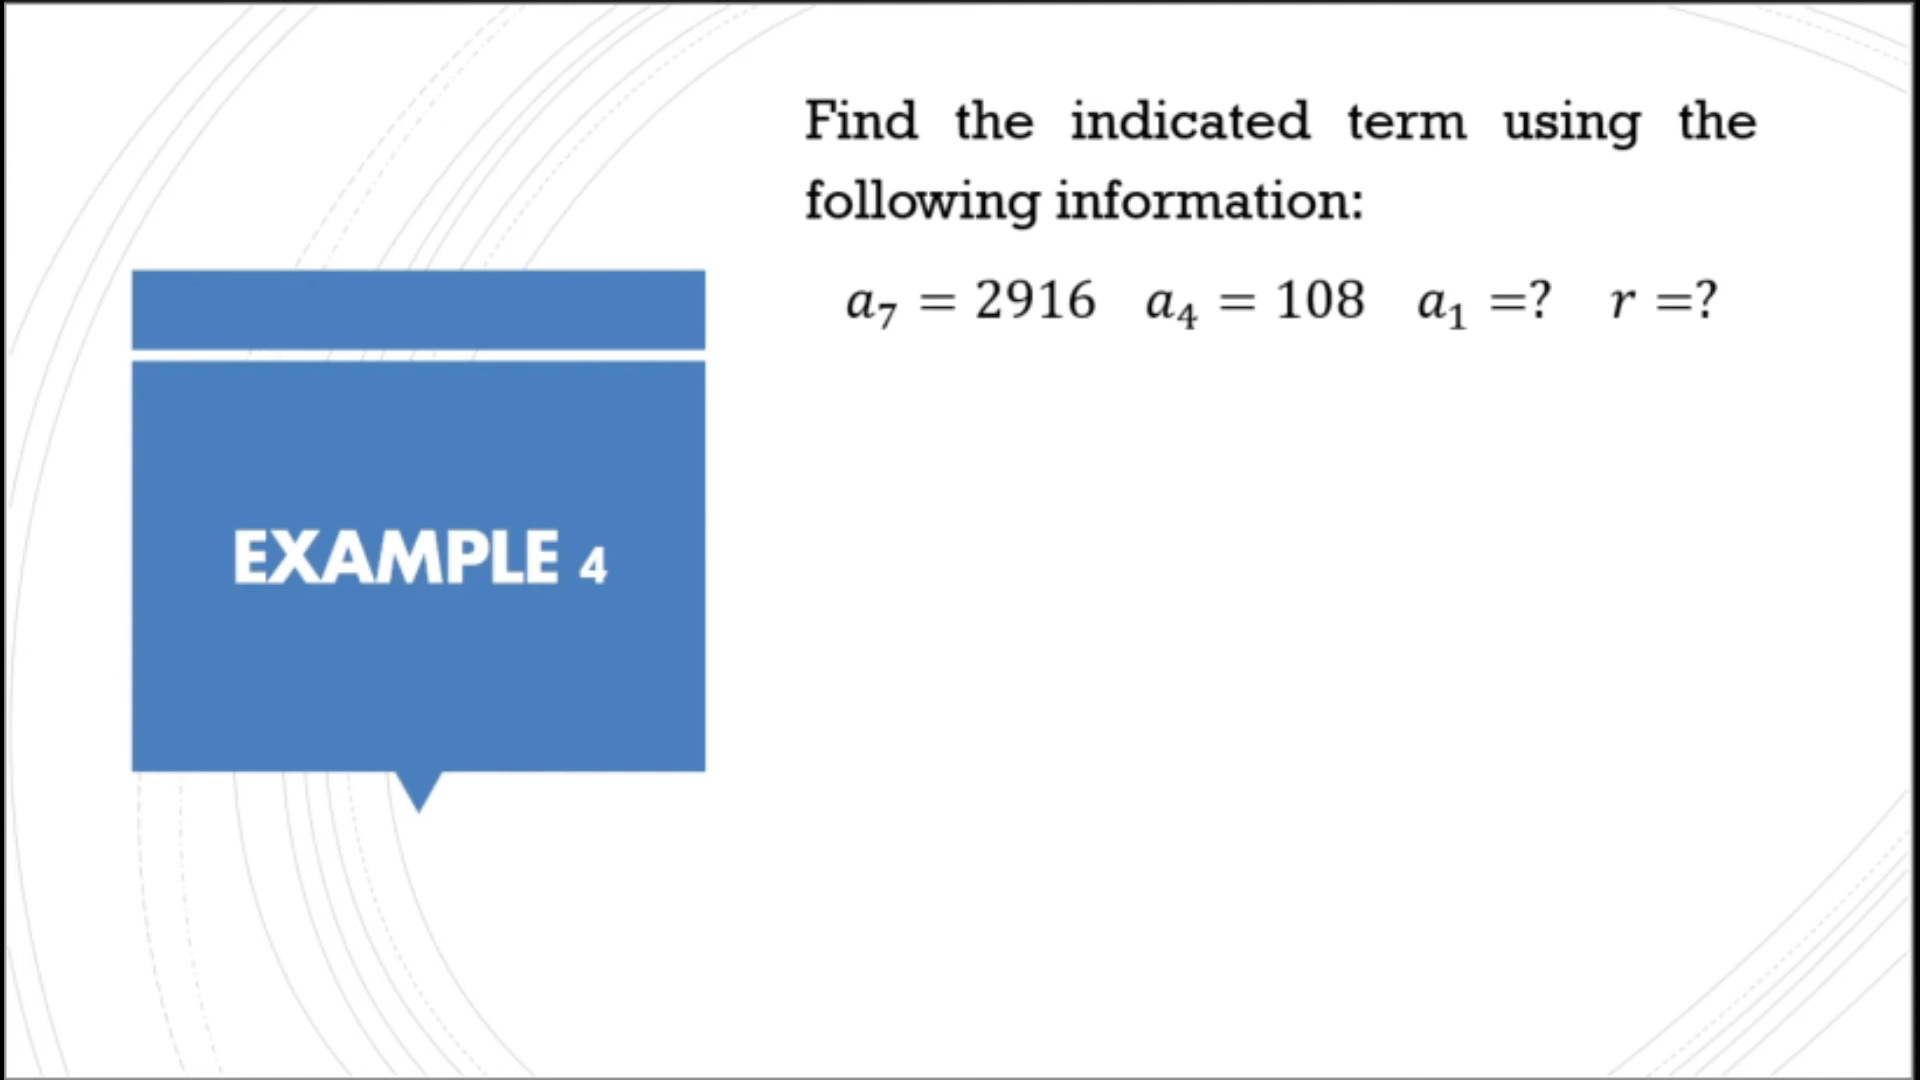 Find the indicated term using the
following information:
a₇ = 2916 a₄ = 108 a₁ =? r =?
EXAMPLE 4